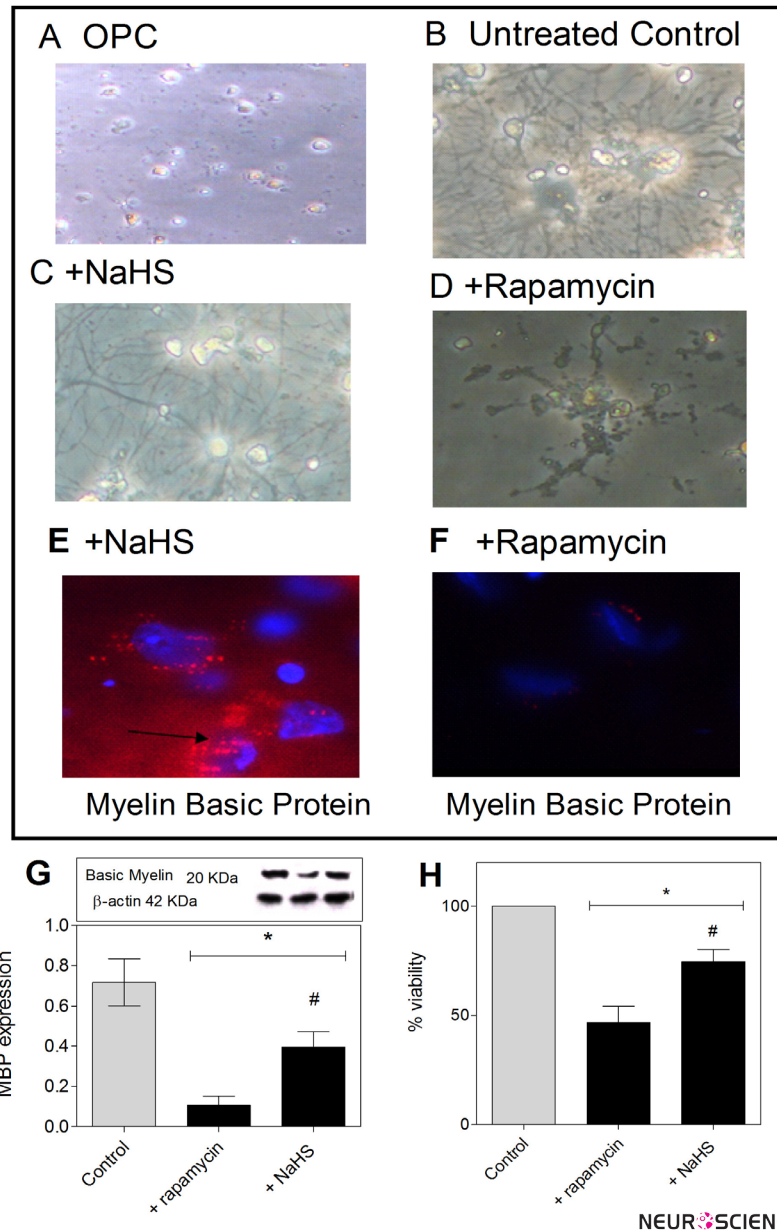 A OPC
B Untreated Control
C +NaHS
D +Rapamycin
E +NaHS
F +Rapamycin
Myelin Basic Protein
Myelin Basic Protein
G
Basic Myelin 20 KDa
β-actin 42 KDa
MBP expression
1.0
0.8
0.6
0.4
0.2
0.0
*
#
Control
+ rapamycin
+ NaHS
H
% viability
100
50
0
*
#
Control
+ rapamycin
+ NaHS
NEUROSCIEN